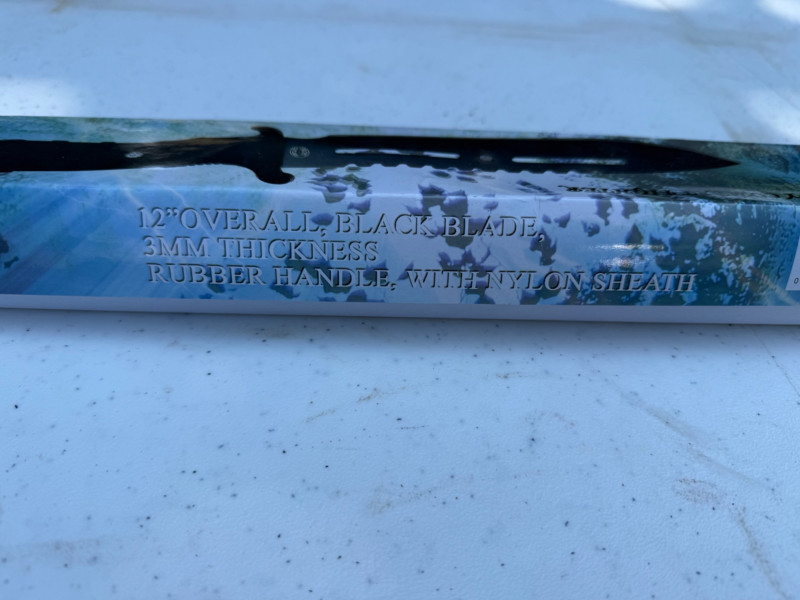 12"OVERALL, BLACK BLADE,
3MM THICKNESS
RUBBER HANDLE, WITH NYLON SHEATH